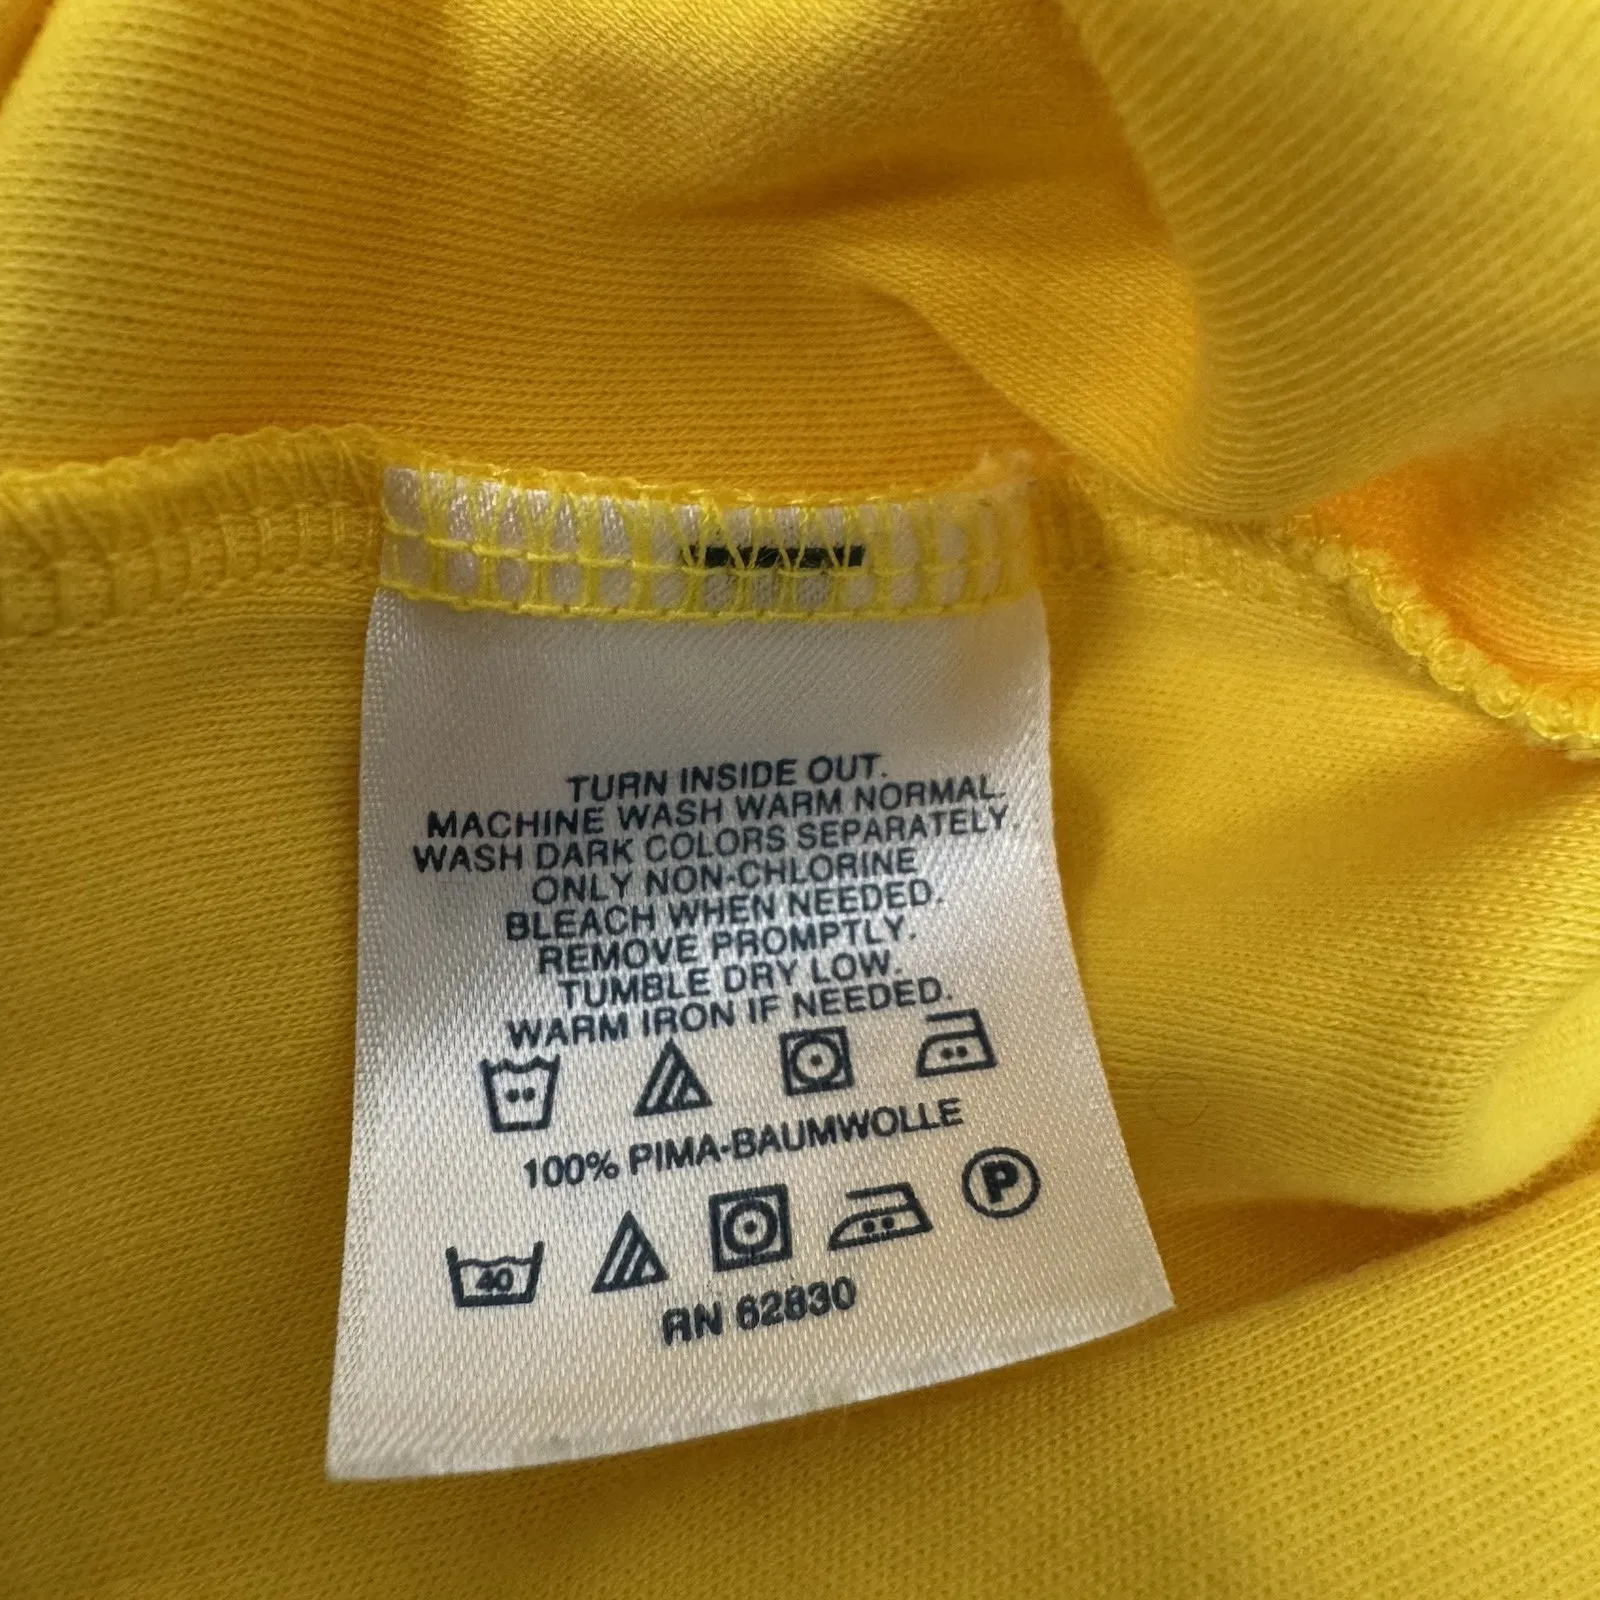 TURN INSIDE OUT.
MACHINE WASH WARM NORMAL.
WASH DARK COLORS SEPARATELY.
ONLY NON-CHLORINE
BLEACH WHEN NEEDED.
REMOVE PROMPTLY.
TUMBLE DRY LOW.
WARM IRON IF NEEDED.
100% PIMA-BAUMWOLLE
P
40
RN 62830